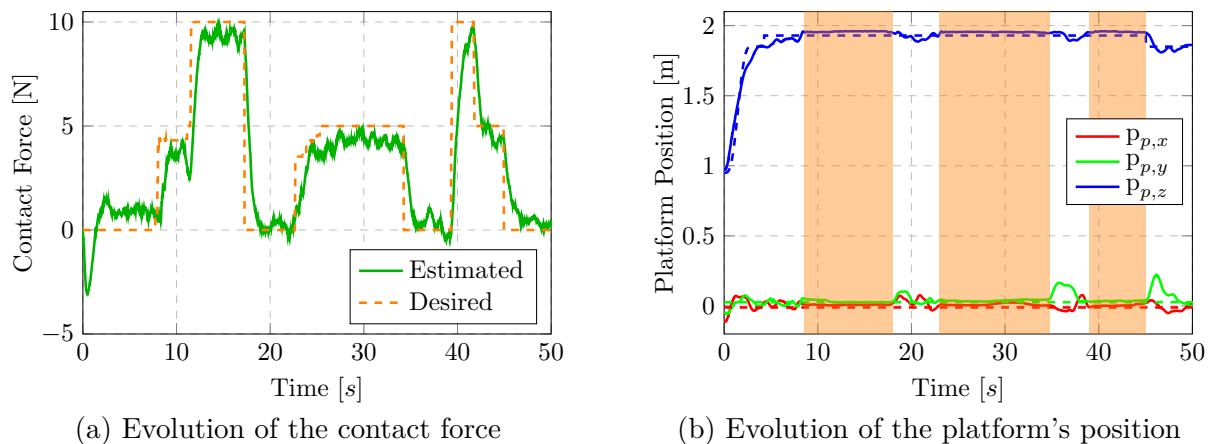 10
5
0
−5
0
10
20
30
40
50
Contact Force [N]
Time [s]
Estimated
Desired
(a) Evolution of the contact force
2
1.5
1
0.5
0
0
10
20
30
40
50
Platform Position [m]
Time [s]
p_{p,x}
p_{p,y}
p_{p,z}
(b) Evolution of the platform's position